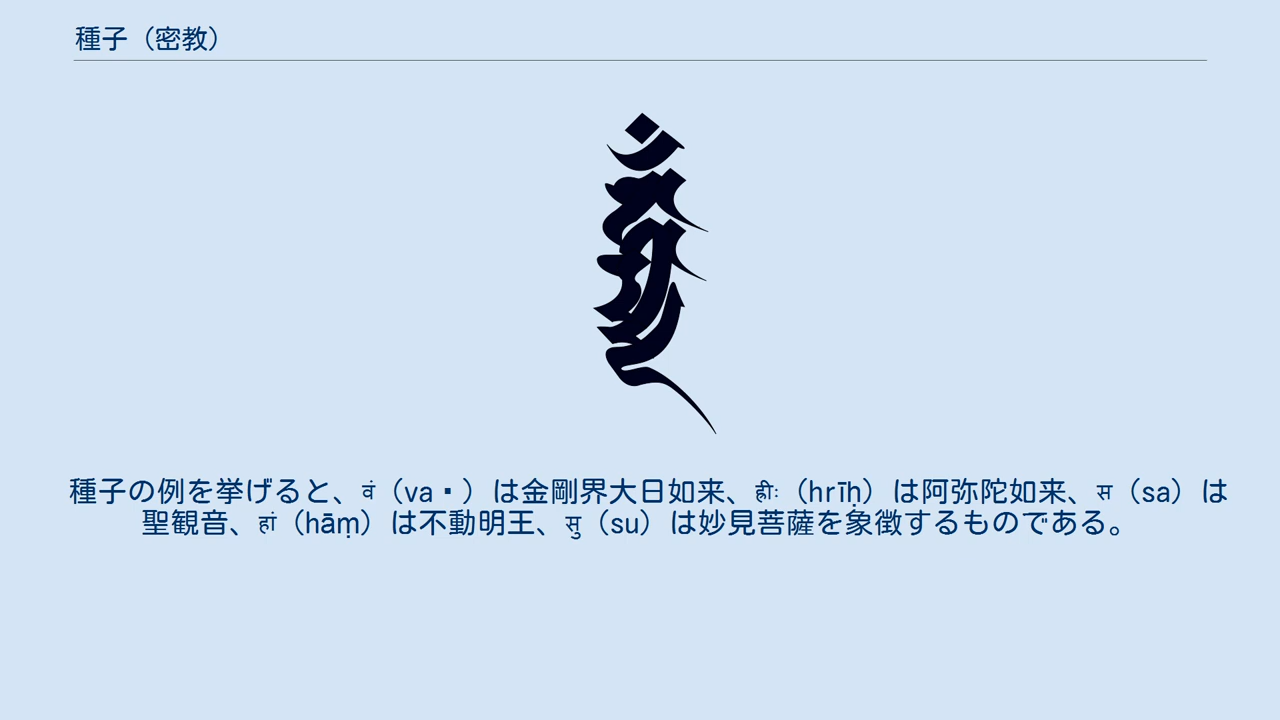 種子（密教）
種子の例を挙げると、वं（va▪）は金剛界大日如来、ह्रीः（hrīḥ）は阿弥陀如来、स（sa）は
聖観音、हां（hāṃ）は不動明王、सु（su）は妙見菩薩を象徴するものである。